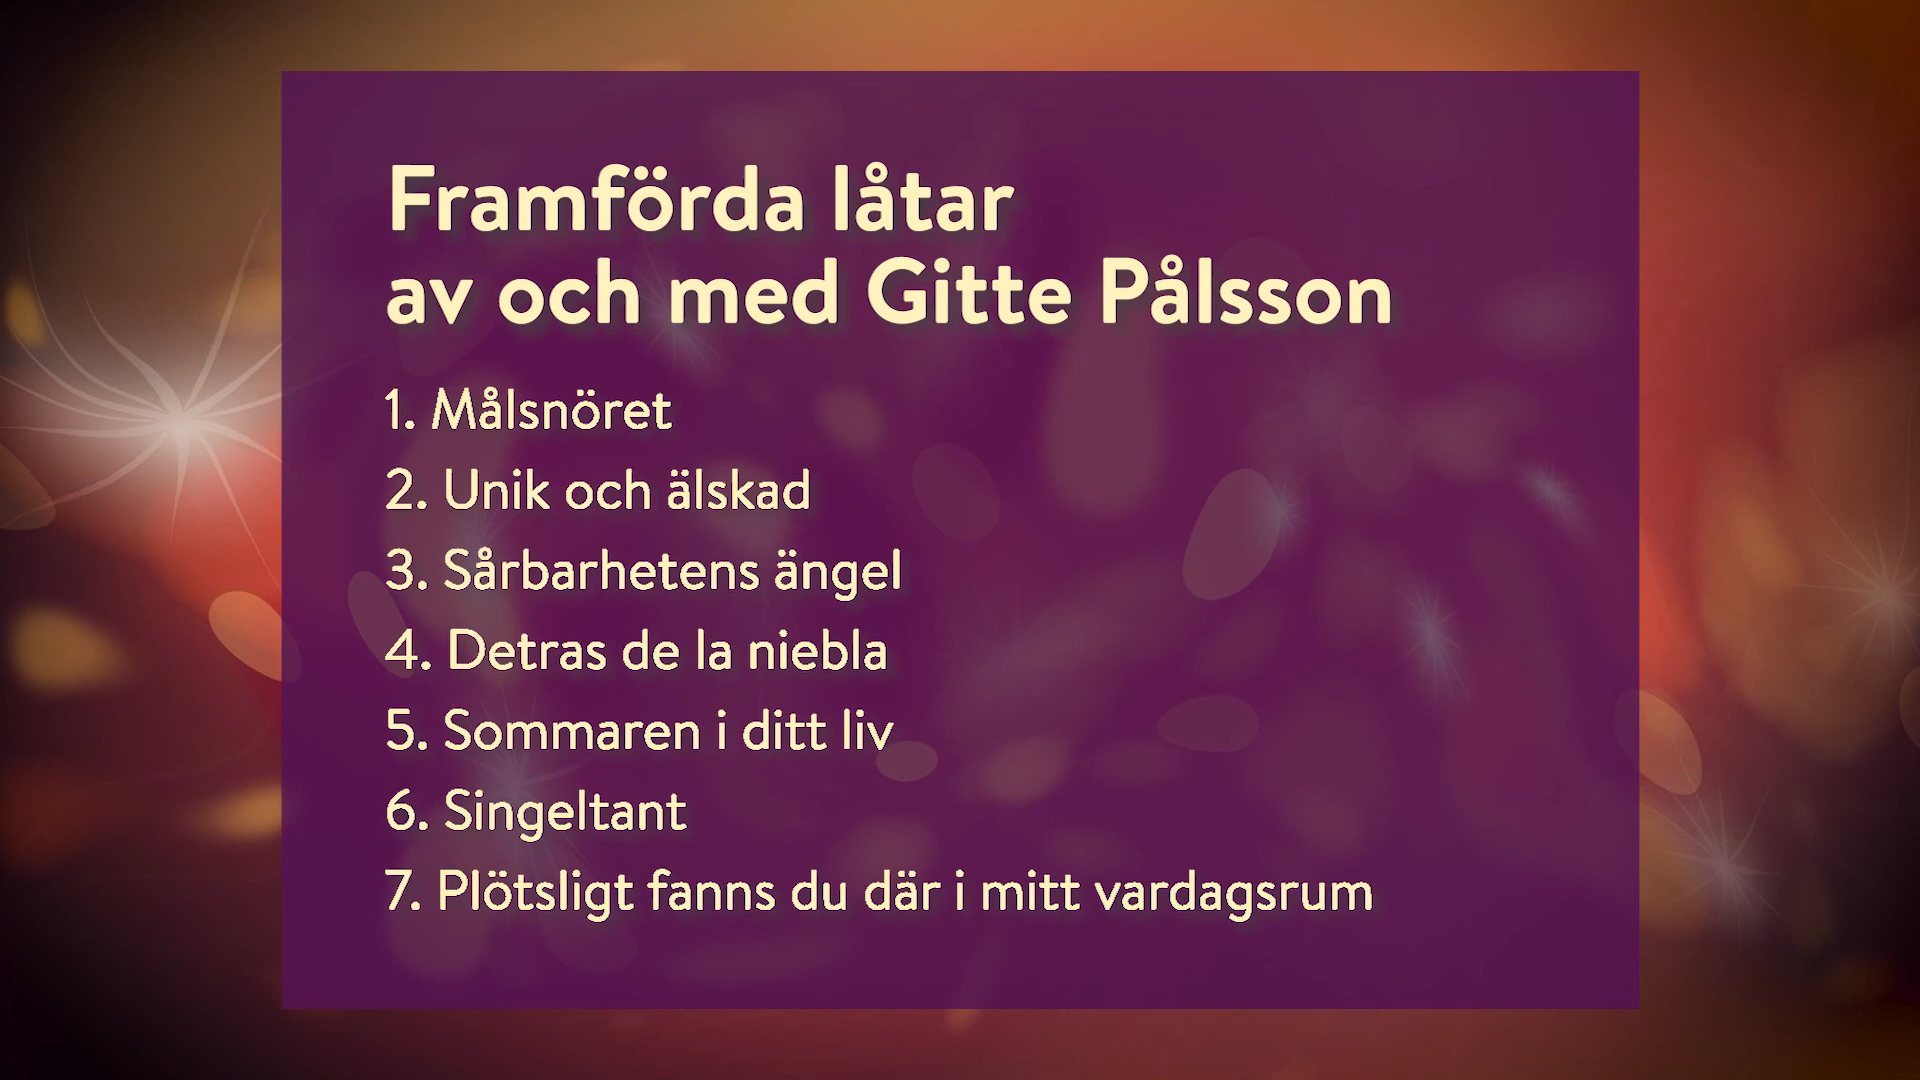 Framförda låtar
av och med Gitte Pålsson
1. Målsnöret
2. Unik och älskad
3. Sårbarhetens ängel
4. Detras de la niebla
5. Sommaren i ditt liv
6. Singeltant
7. Plötsligt fanns du där i mitt vardagsrum